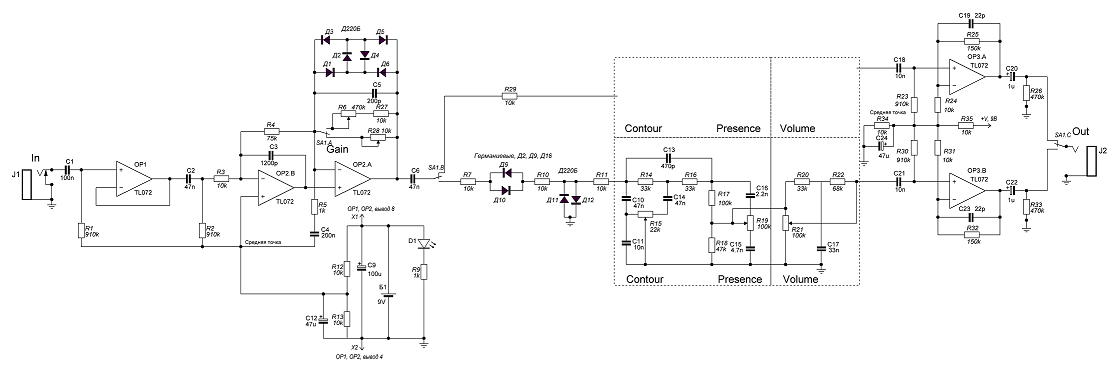 In
J1
C1
100n
OP1
TL072
R1
910k
C2
47n
R2
910k
R3
10k
R4
75k
C3
1200p
OP2.B
TL072
Средняя точка
Д3
Д220Б
Д5
Д2
Д4
Д1
Д6
C5
200p
R6 470k
R27
10k
SA1.A
R28 10k
Gain
OP2.A
TL072
R5
1k
C4
200n
C6
47n
SA1.B
OP1, OP2, вывод 8
X1
R12
10k
C9
100u
Б1
9V
D1
R9
1k
C12
47u
R13
10k
X2
OP1, OP2, вывод 4
R29
10k
Германиевые, Д2, Д9, Д18
R7
10k
Д9
Д10
R10
10k
Д220Б
Д11
Д12
R11
10k
Contour
Presence
Volume
C13
470p
R14
33k
R16
33k
C10
47n
C14
47n
R15
22k
C11
10n
R17
100k
R18
47k
C16
2.2n
R19
100k
C15
4.7n
R20
33k
R22
68k
R21
100k
C17
33n
Contour
Presence
Volume
C18
10n
R23
910k
Средняя точка
R34
10k
C24
47u
R30
910k
C21
10n
C19 22p
R25
150k
OP3.A
TL072
R24
10k
R35
10k
+V, 9В
R31
10k
OP3.B
TL072
C23 22p
R32
150k
C20
1u
R26
470k
C22
1u
R33
470k
SA1.C
Out
J2